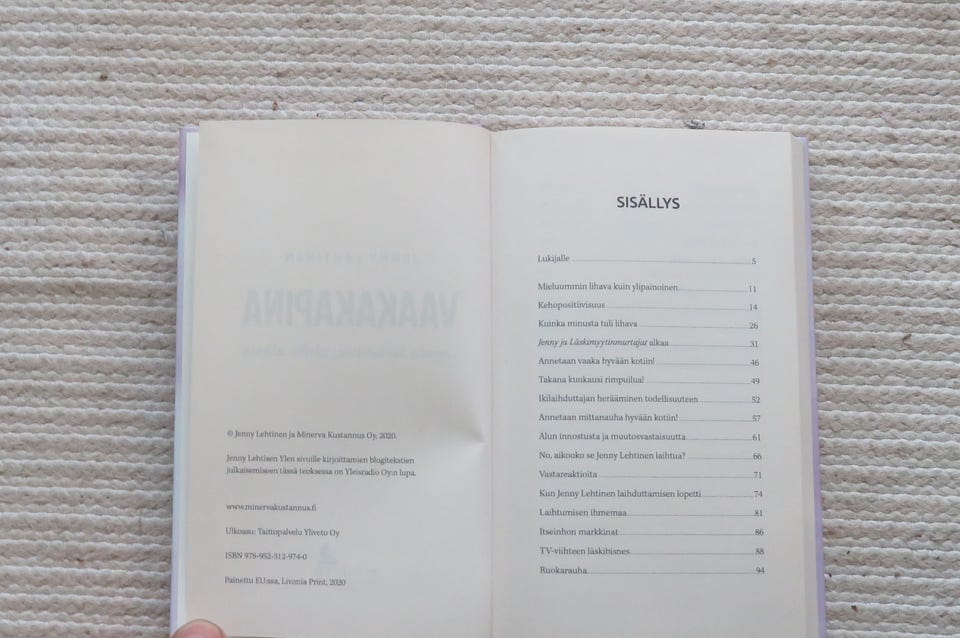 © Jenny Lehtinen ja Minerva Kustannus Oy, 2020.
Jenny Lehtisen Ylen sivuille kirjoittamien blogitekstien
julkaisemiseen tässä teoksessa on Yleisradio Oy:n lupa.
www.minervakustannus.fi
Ulkoasu: Taittopalvelu Yliveto Oy
ISBN 978-952-312-974-0
Painettu EU:ssa, Livonia Print, 2020
JENNY LEHTINEN
VAAKAKAPINA
SISÄLLYS
Lukijalle 5
Mieluummin lihava kuin ylipainoinen 11
Kehopositiivisuus 14
Kuinka minusta tuli lihava 26
Jenny ja Läskimyytinmurtajat alkaa 31
Annetaan vaaka hyvään kotiin! 46
Takana kuukausi rimpuilua! 49
Ikilaihduttajan herääminen todellisuuteen 52
Annetaan mittanauha hyvään kotiin! 57
Alun innostusta ja muutosvastaisuutta 61
No, aikooko se Jenny Lehtinen laihtua? 66
Vastareaktioita 71
Kun Jenny Lehtinen laihduttamisen lopetti 74
Laihtumisen ihmemaa 81
Itseinhon markkinat 86
TV-viihteen läskibisnes 88
Ruokarauha 94